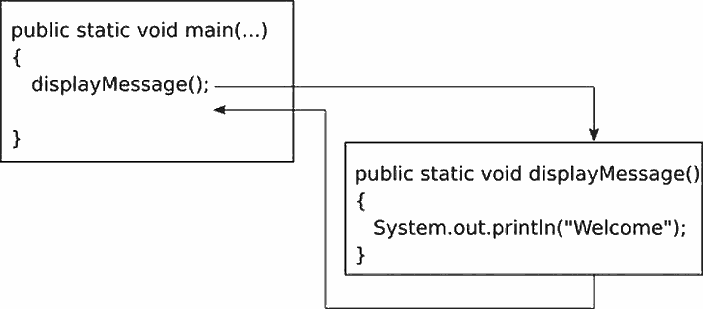 public static void main(...)
{
displayMessage();
}
public static void displayMessage()
{
System.out.println("Welcome");
}